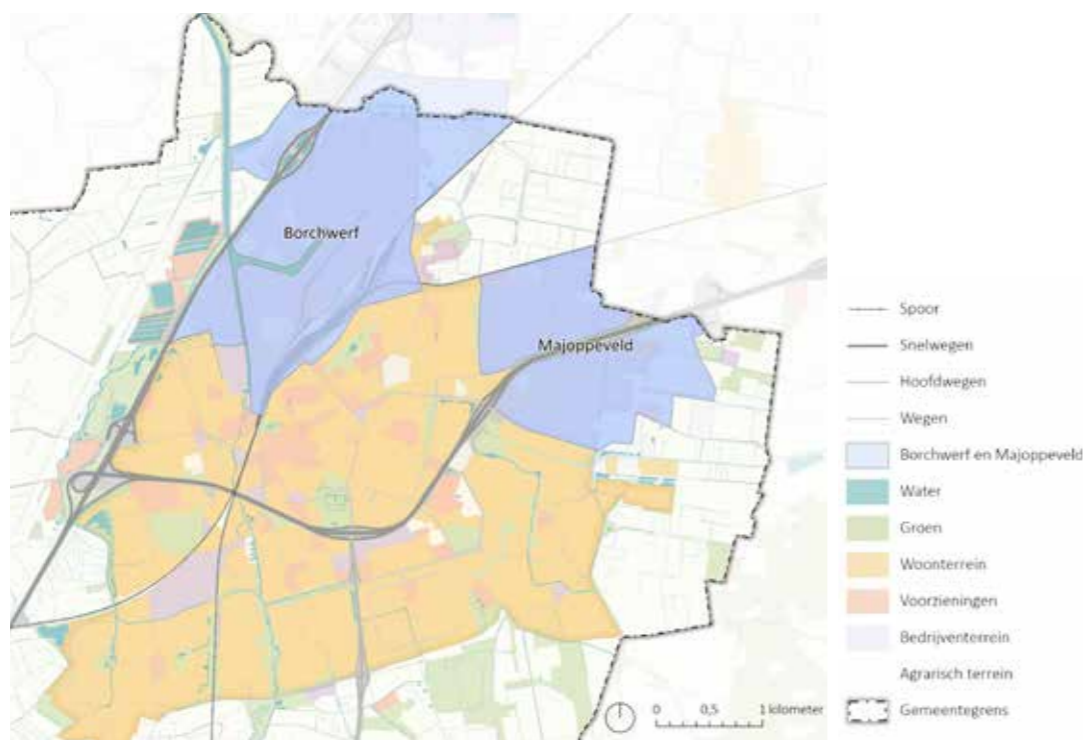 Borchwerf
Majoppeveld
0 0,5 1 kilometer
Spoor
Snelwegen
Hoofdwegen
Wegen
Borchwerf en Majoppeveld
Water
Groen
Woonterrein
Voorzieningen
Bedrijventerrein
Agrarisch terrein
Gemeentegrens